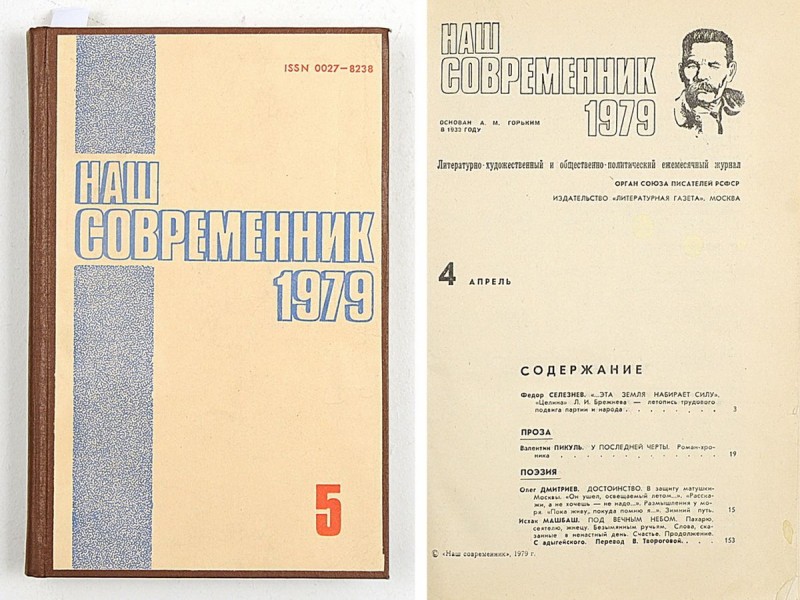 ISSN 0027-8238
НАШ
СОВРЕМЕННИК
1979
5
НАШ
СОВРЕМЕННИК
1979
ОСНОВАН А. М. ГОРЬКИМ
В 1933 ГОДУ
Литературно-художественный и общественно-политический ежемесячный журнал
ОРГАН СОЮЗА ПИСАТЕЛЕЙ РСФСР
ИЗДАТЕЛЬСТВО «ЛИТЕРАТУРНАЯ ГАЗЕТА», МОСКВА
4 АПРЕЛЬ
СОДЕРЖАНИЕ
Федор СЕЛЕЗНЕВ. «...ЭТА ЗЕМЛЯ НАБИРАЕТ СИЛУ».
«Целина» Л. И. Брежнева — летопись трудового
подвига партии и народа . . . . . . . 3
ПРОЗА
Валентин ПИКУЛЬ. У ПОСЛЕДНЕЙ ЧЕРТЫ. Роман-хро-
ника . . . . . . . . . . . . 19
ПОЭЗИЯ
Олег ДМИТРИЕВ. ДОСТОИНСТВО. В защиту матушки-
Москвы. «Он ушел, освещаемый летом...». «Расска-
жи, а не хочешь — не надо...». Размышления у мо-
ря. «Пока живу, покуда помню я...». Зимний путь. 15
Исхак МАШБАШ. ПОД ВЕЧНЫМ НЕБОМ. Пахарю,
сеятелю, жнецу. Безымянным ручьям. Слова, ска-
занные в ненастный день. Счастье. Продолжение.
С адыгейского. Перевод В. Твороговой. . . . 153
© «Наш современник», 1979 г.